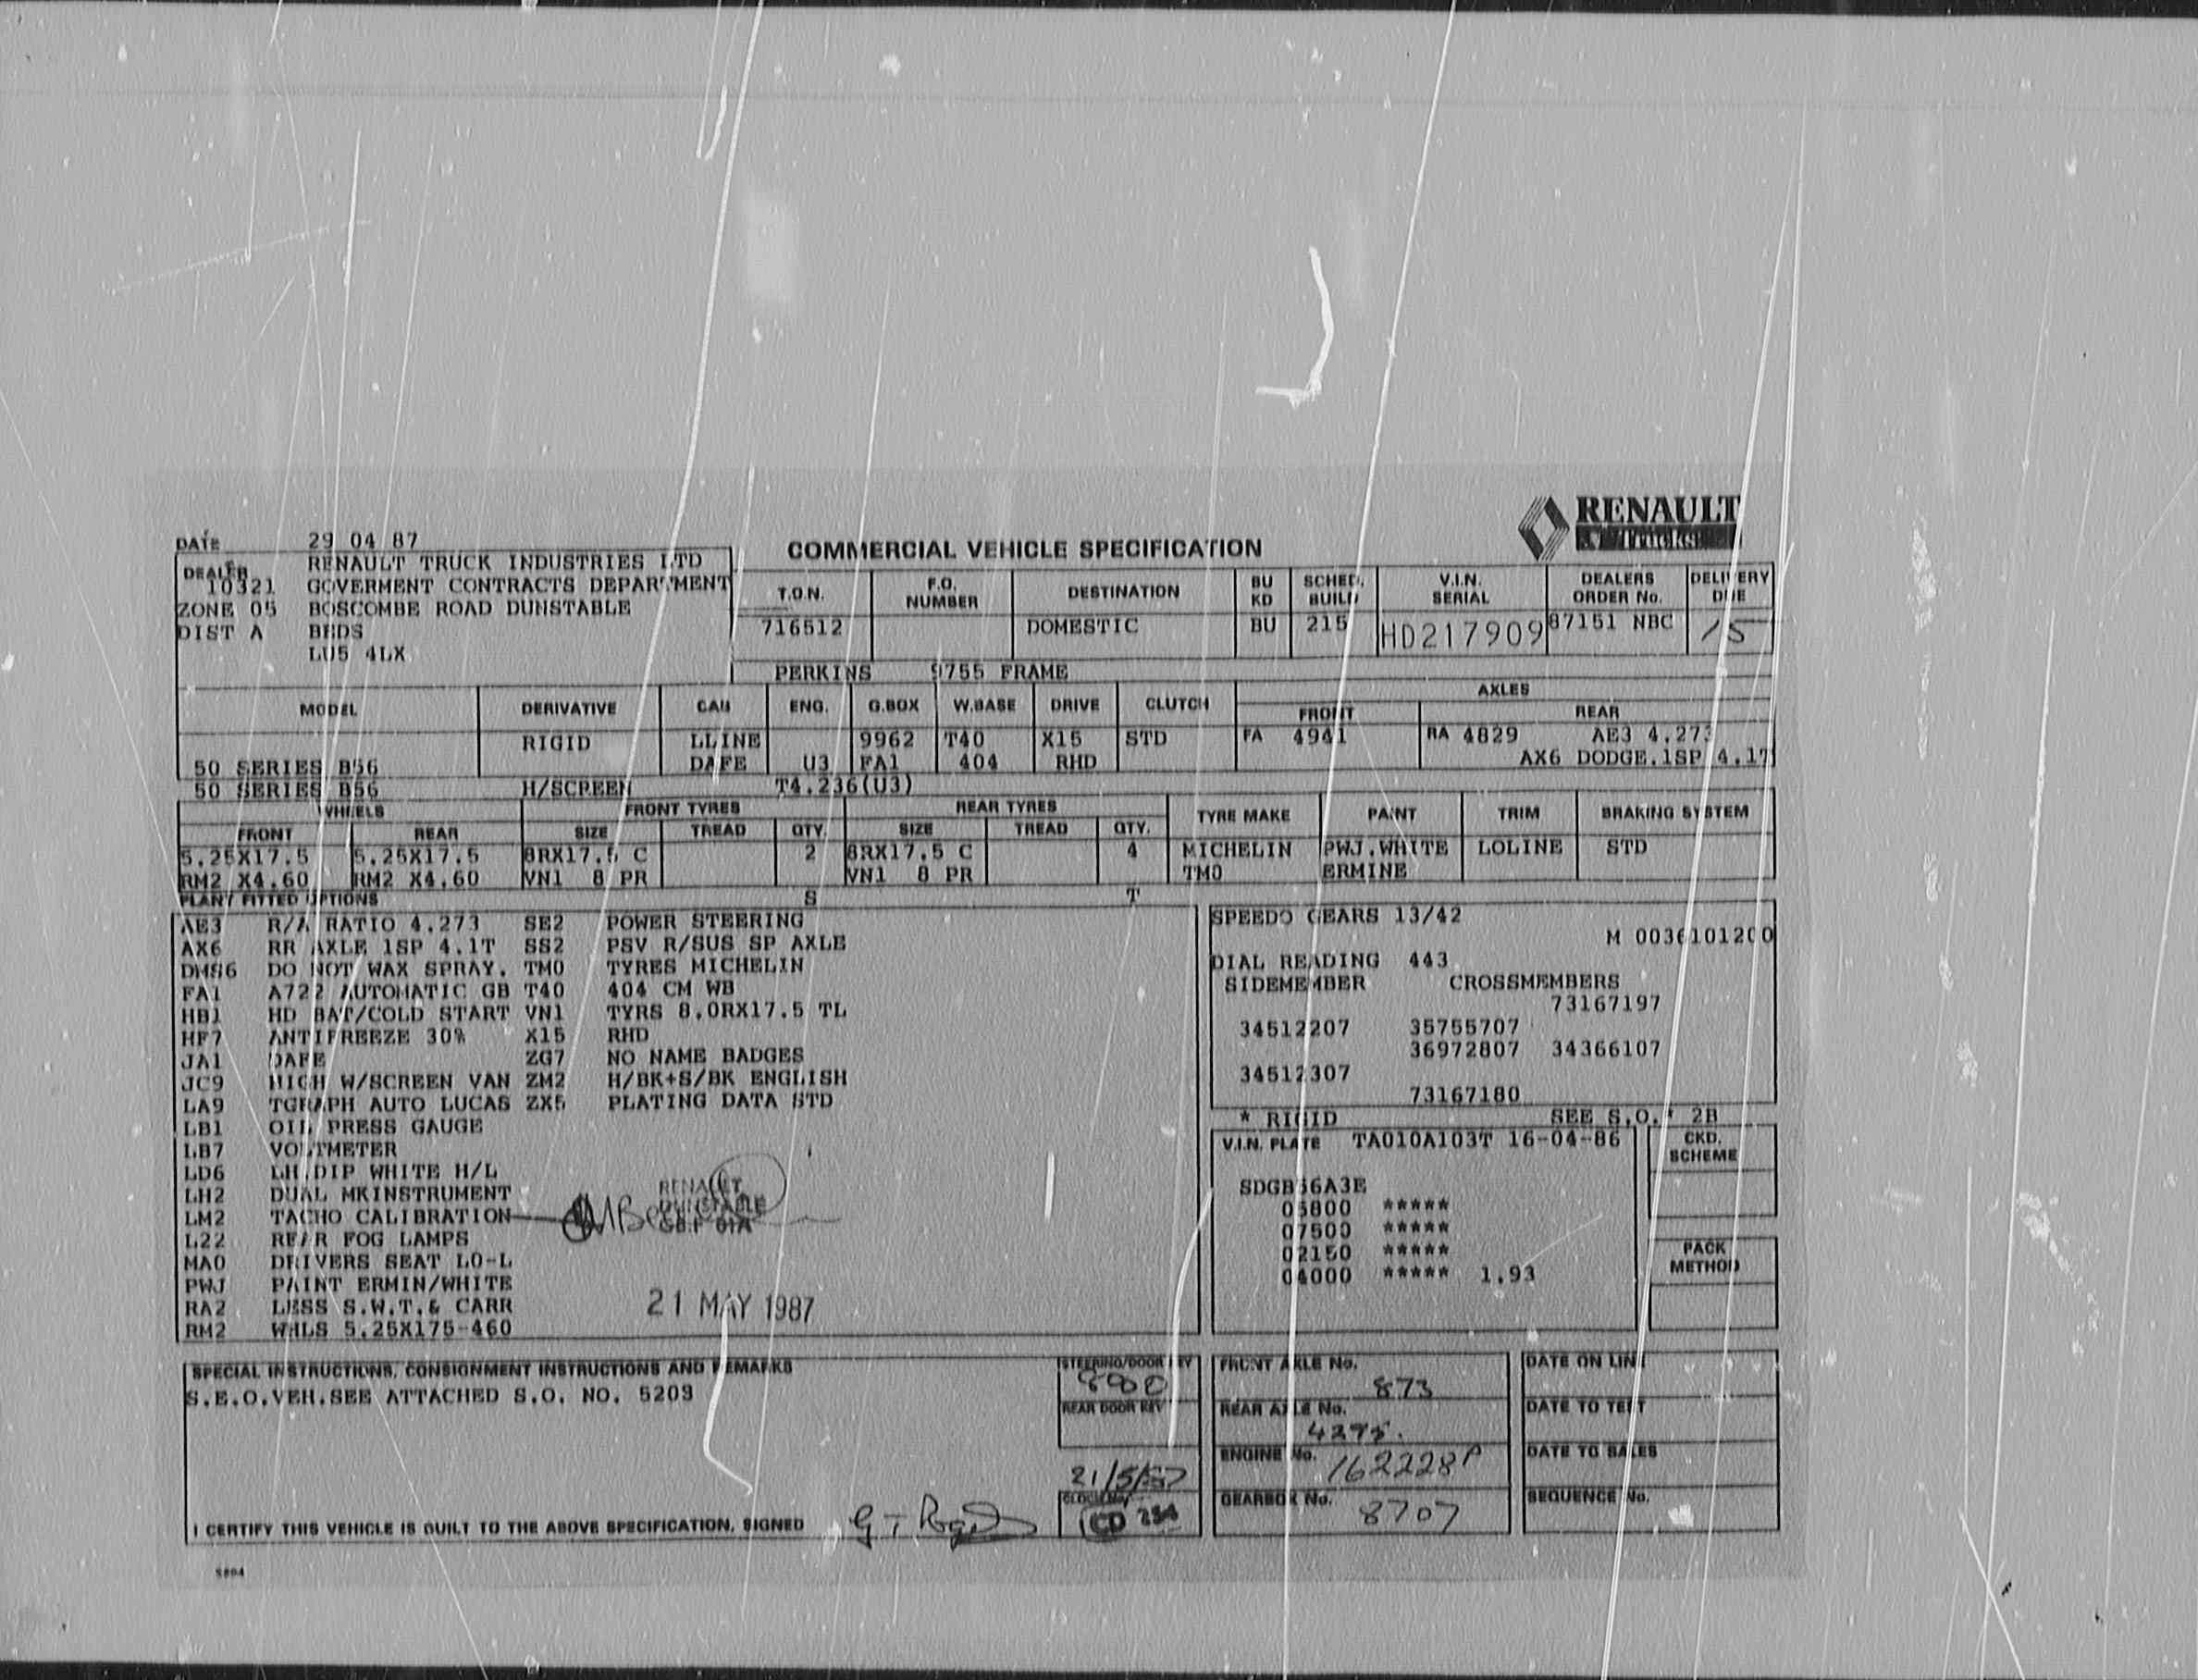 RENAULT
Trucks
DATE 29 04 87
COMMERCIAL VEHICLE SPECIFICATION
DEALER RENAULT TRUCK INDUSTRIES LTD
10321 GOVERMENT CONTRACTS DEPARTMENT
ZONE 05 BOSCOMBE ROAD DUNSTABLE
DIST A BEDS
LU5 4LX
T.O.N. F.O. NUMBER DESTINATION BU KD SCHED. BUILD V.I.N. SERIAL DEALERS ORDER No. DELIVERY DUE
716512 DOMESTIC BU 215 HD217909 87151 NBC 15
PERKINS 9755 FRAME
MODEL DERIVATIVE CAB ENG. G.BOX W.BASE DRIVE CLUTCH AXLES
FRONT REAR
RIGID LLINE 9962 T40 X15 STD FA 4941 RA 4829 AE3 4.273
50 SERIES B56 DAFE U3 FA1 404 RHD AX6 DODGE.1SP 4.1T
50 SERIES B56 H/SCREEN T4.236(U3)
WHEELS FRONT TYRES REAR TYRES TYRE MAKE PAINT TRIM BRAKING SYSTEM
FRONT REAR SIZE TREAD QTY. SIZE TREAD QTY.
5.25X17.5 5.25X17.5 8RX17.5 C 2 8RX17.5 C 4 MICHELIN PWJ.WHITE LOLINE STD
RM2 X4.60 RM2 X4.60 VN1 8 PR VN1 8 PR TM0 ERMINE
PLANT FITTED OPTIONS S T
AE3 R/A RATIO 4.273 SE2 POWER STEERING
AX6 RR AXLE 1SP 4.1T SS2 PSV R/SUS SP AXLE
DMS6 DO NOT WAX SPRAY. TM0 TYRES MICHELIN
FA1 A722 AUTOMATIC GB T40 404 CM WB
HB1 HD BAT/COLD START VN1 TYRS 8.0RX17.5 TL
HF7 ANTIFREEZE 30% X15 RHD
JA1 DAFE ZG7 NO NAME BADGES
JC9 HIGH W/SCREEN VAN ZM2 H/BK+S/BK ENGLISH
LA9 TGRAPH AUTO LUCAS ZX5 PLATING DATA STD
LB1 OIL PRESS GAUGE
LB7 VOLTMETER
LD6 LH DIP WHITE H/L
LH2 DUAL MKINSTRUMENT
LM2 TACHO CALIBRATION
L22 REAR FOG LAMPS
MA0 DRIVERS SEAT LO-L
PWJ PAINT ERMIN/WHITE
RA2 LESS S.W.T.& CARR
RM2 WHLS 5.25X175-460
RENAULT
DUNSTABLE
21 MAY 1987
SPEEDO GEARS 13/42
M 0036101200
DIAL READING 443
SIDEMEMBER CROSSMEMBERS
73167197
34512207 35755707
36972807 34366107
34512307
73167180
* RIGID SEE S.O.* 2B
V.I.N. PLATE TA010A103T 16-04-86
SDGB56A3E
05800 *****
07500 *****
02150 *****
04000 ***** 1.93
CKD. SCHEME
PACK METHOD
SPECIAL INSTRUCTIONS, CONSIGNMENT INSTRUCTIONS AND REMARKS
S.E.O.VEH.SEE ATTACHED S.O. NO. 5209
I CERTIFY THIS VEHICLE IS BUILT TO THE ABOVE SPECIFICATION. SIGNED
STEERING/DOOR KEY
REAR DOOR KEY
21/5/87
CLOCK No.
CD 254
FRONT AXLE No. 873
REAR AXLE No. 4295.
ENGINE No. 162228P
GEARBOX No. 8707
DATE ON LINE
DATE TO TEST
DATE TO SALES
SEQUENCE No.